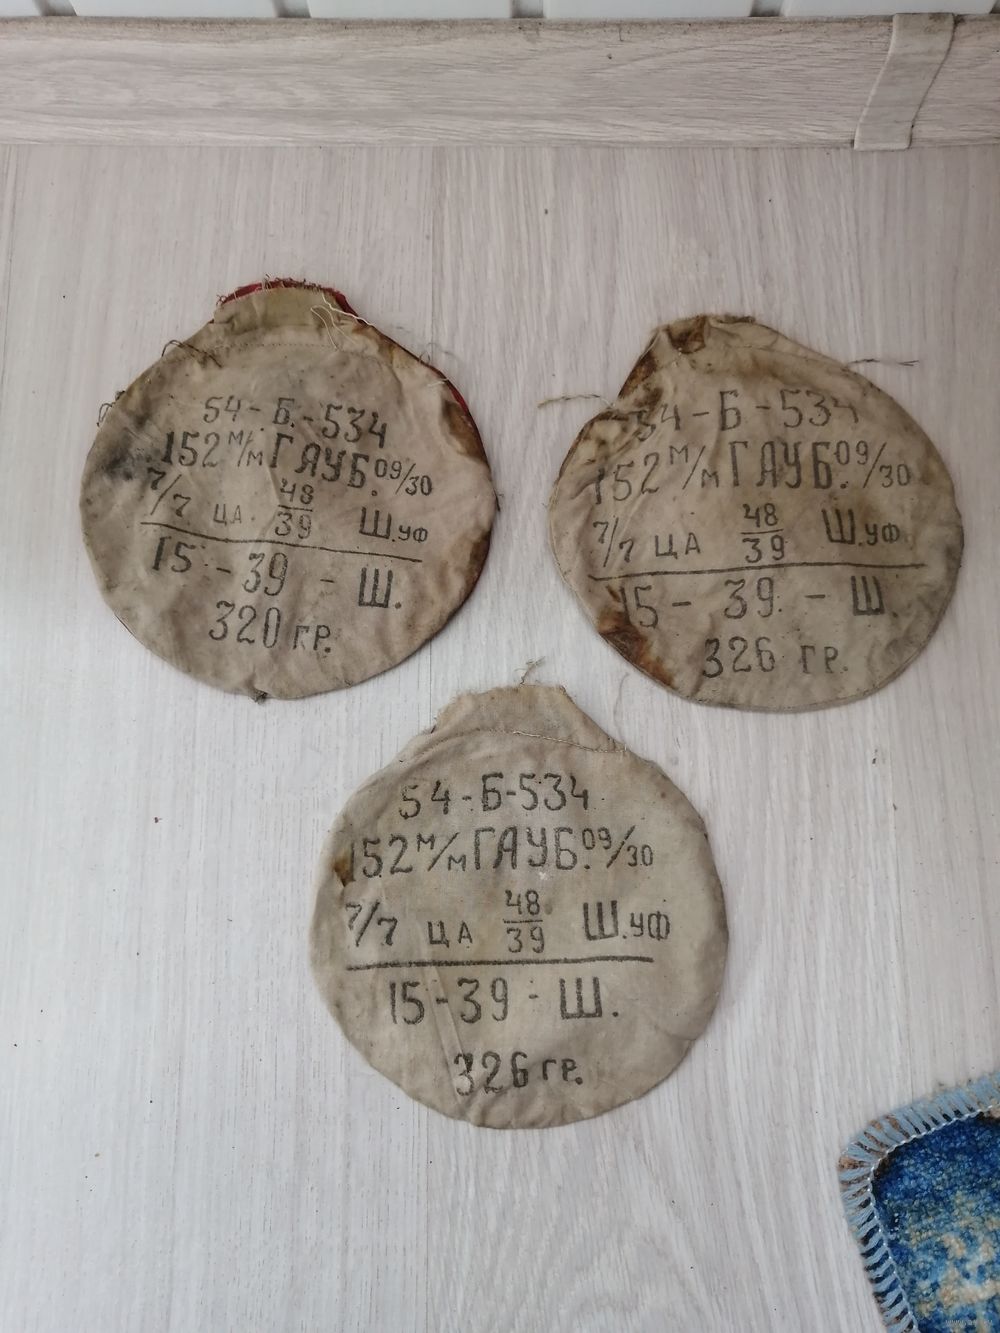 54-Б.-534
152 м/м ГАУБ. 09/30
7/7 ЦА. 48/39 Ш.УФ
15-39-Ш.
320 ГР.
54-Б-534
152 м/м ГАУБ. 09/30
7/7 ЦА 48/39 Ш.УФ.
15-39-Ш.
326 ГР.
54-Б-534
152 м/м ГАУБ. 09/30
7/7 ЦА 48/39 Ш.УФ
15-39-Ш.
326 ГР.